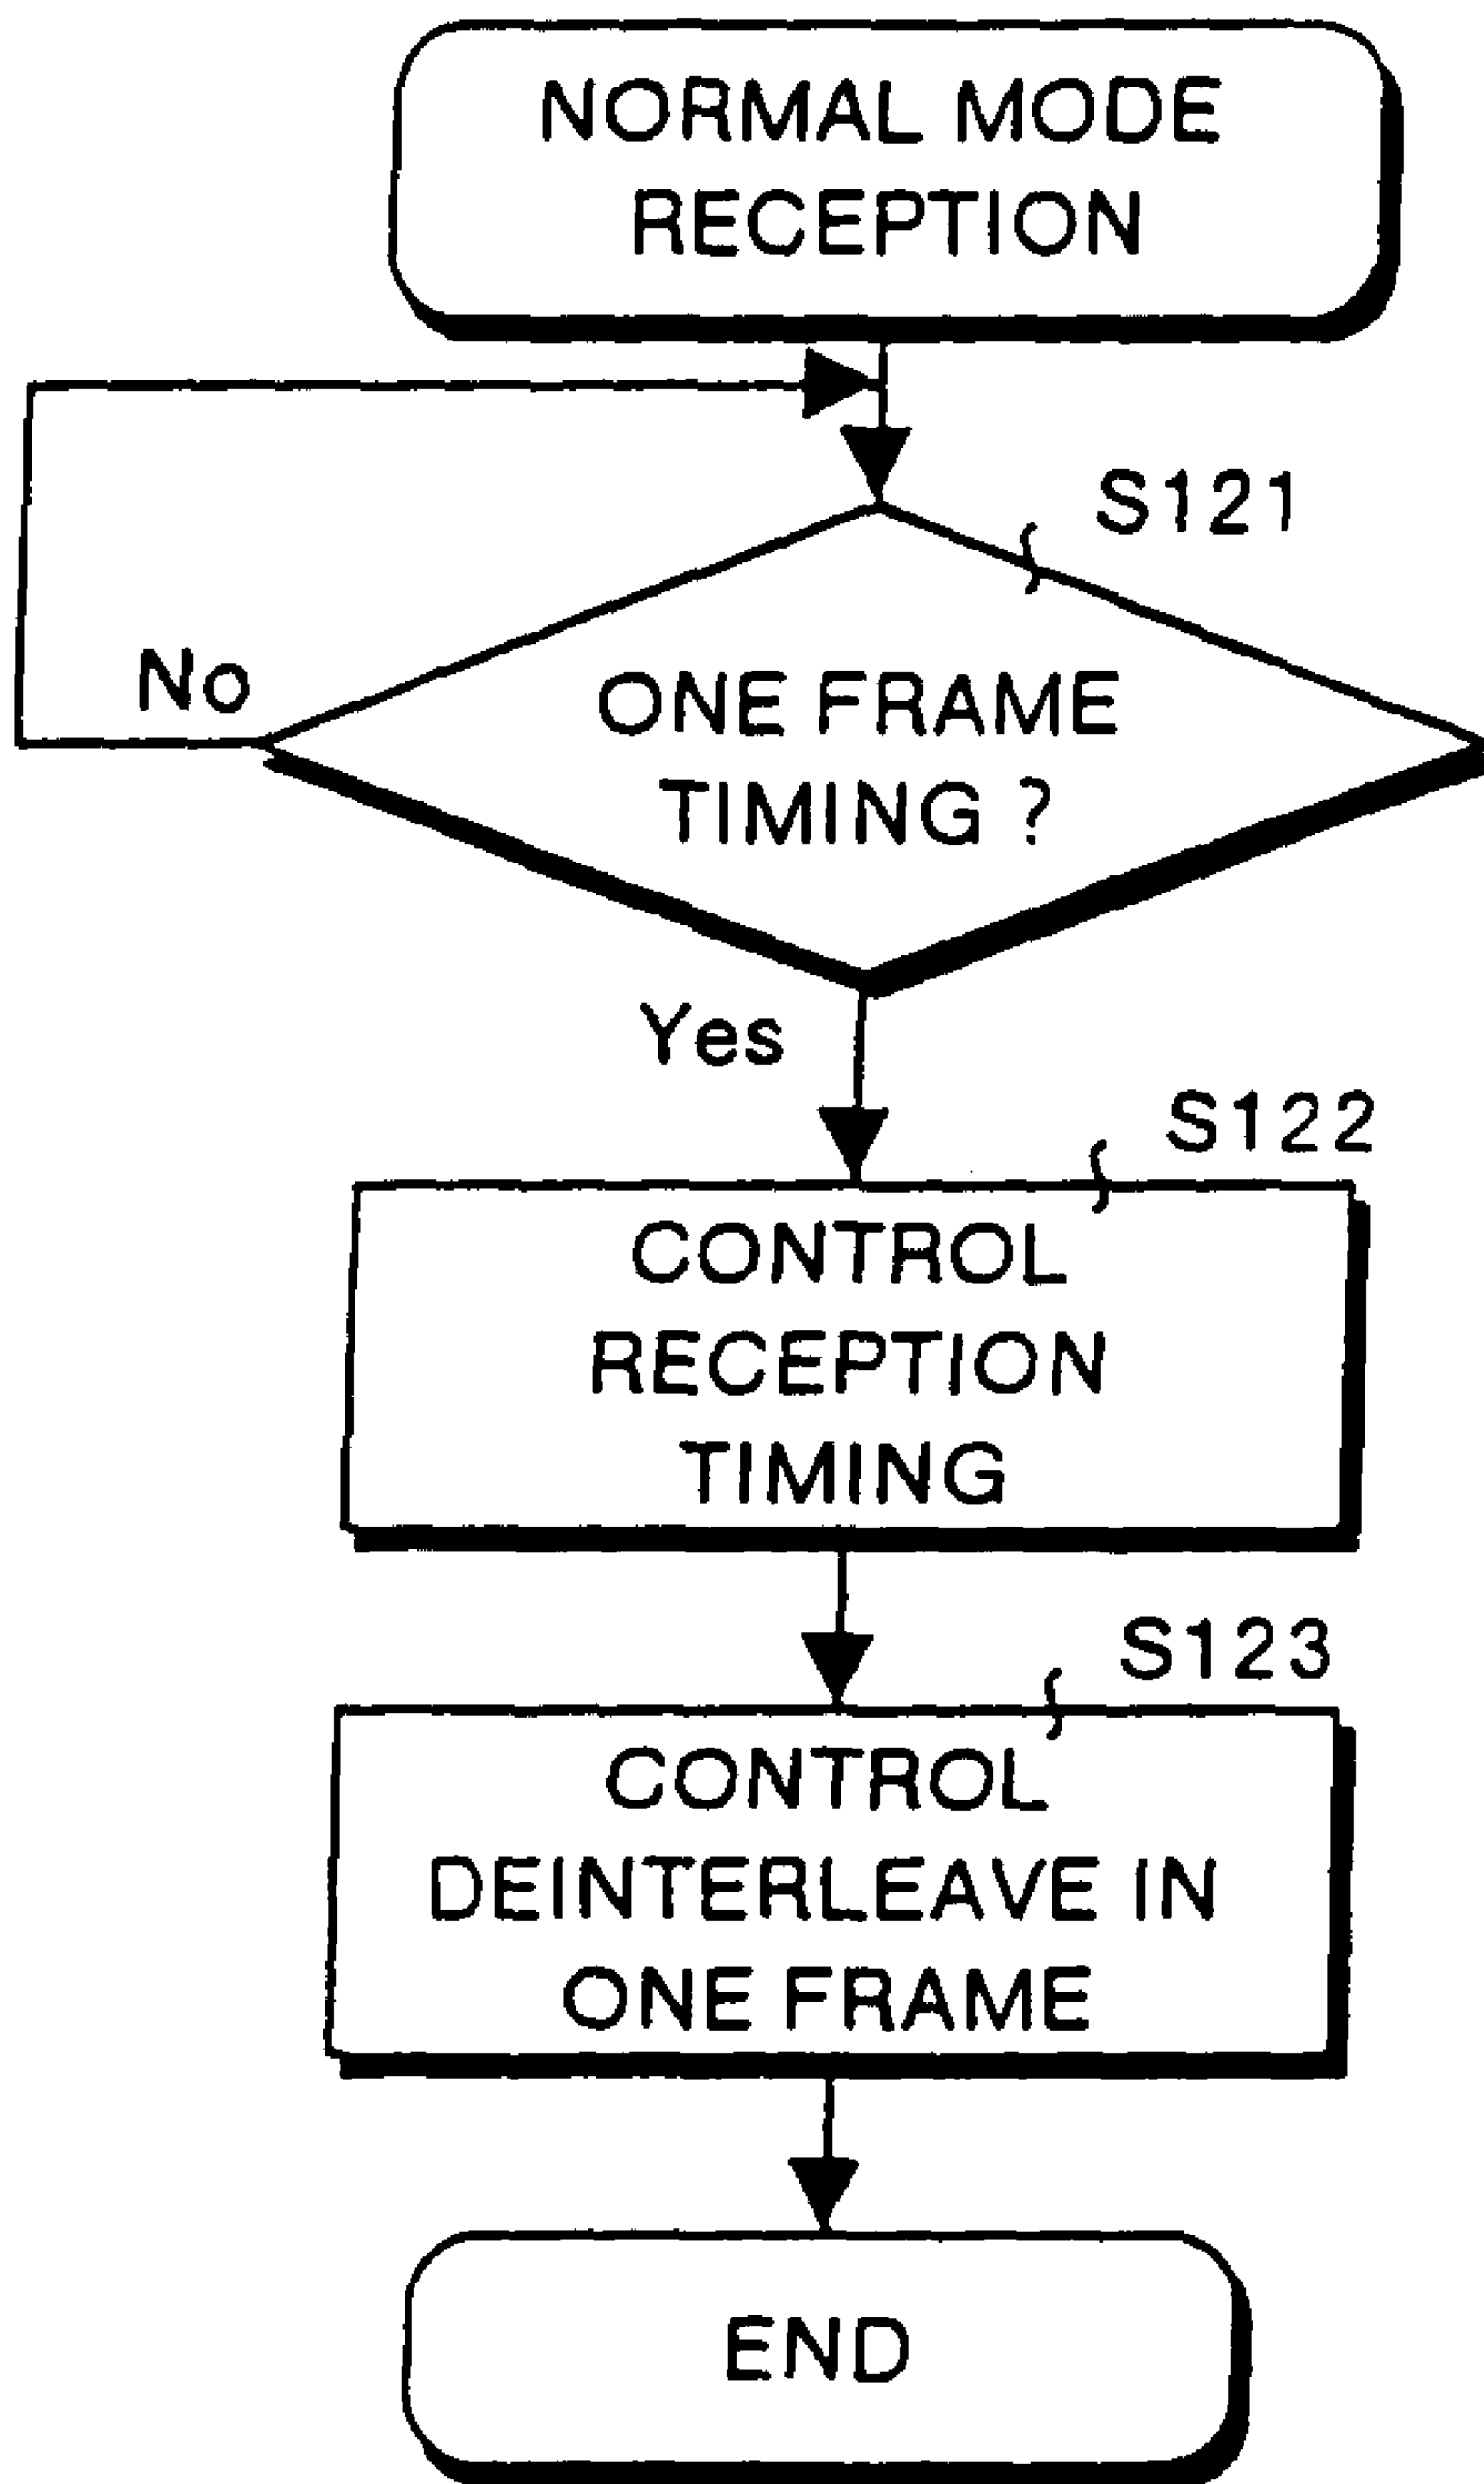 NORMAL MODE
RECEPTION
S121
No
ONE FRAME
TIMING ?
Yes
S122
CONTROL
RECEPTION
TIMING
S123
CONTROL
DEINTERLEAVE IN
ONE FRAME
END